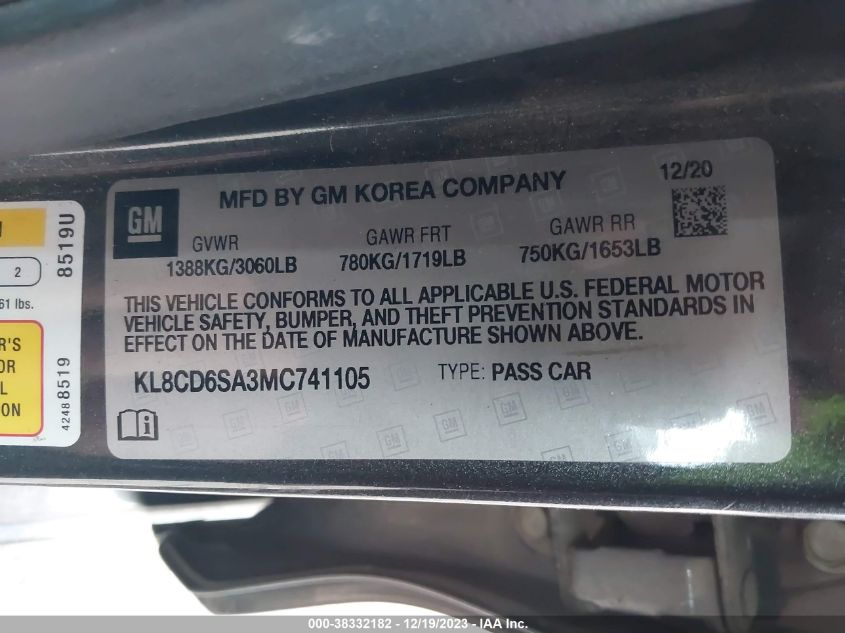 MFD BY GM KOREA COMPANY
12/20
GM
GVWR
1388KG/3060LB
GAWR FRT
780KG/1719LB
GAWR RR
750KG/1653LB
THIS VEHICLE CONFORMS TO ALL APPLICABLE U.S. FEDERAL MOTOR
VEHICLE SAFETY, BUMPER, AND THEFT PREVENTION STANDARDS IN
EFFECT ON THE DATE OF MANUFACTURE SHOWN ABOVE.
KL8CD6SA3MC741105
TYPE: PASS CAR
2
61 lbs.
8519U
42488519
R'S
OR
L
ON
000-38332182 - 12/19/2023 - IAA Inc.